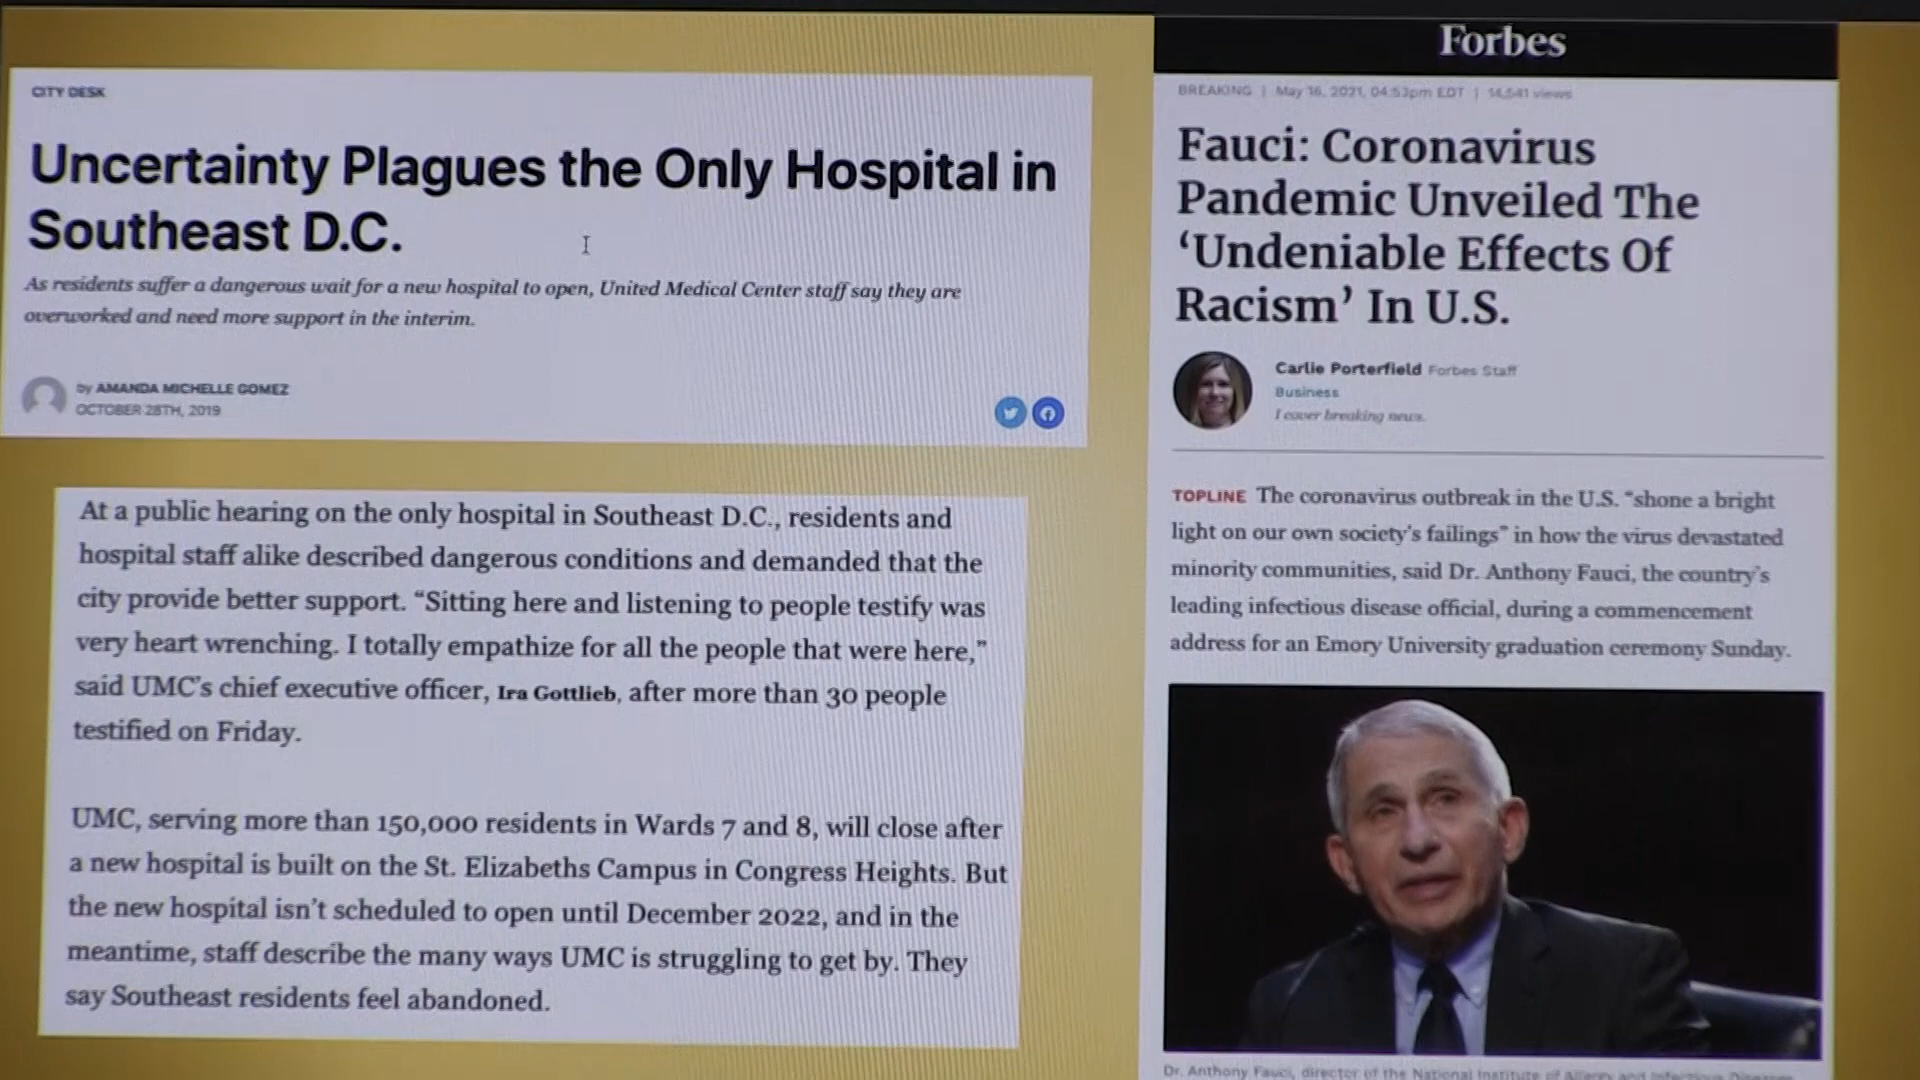 CITY DESK
Uncertainty Plagues the Only Hospital in
Southeast D.C.
As residents suffer a dangerous wait for a new hospital to open, United Medical Center staff say they are
overworked and need more support in the interim.
by AMANDA MICHELLE GOMEZ
OCTOBER 28TH, 2019
At a public hearing on the only hospital in Southeast D.C., residents and
hospital staff alike described dangerous conditions and demanded that the
city provide better support. “Sitting here and listening to people testify was
very heart wrenching. I totally empathize for all the people that were here,”
said UMC’s chief executive officer, Ira Gottlieb, after more than 30 people
testified on Friday.
UMC, serving more than 150,000 residents in Wards 7 and 8, will close after
a new hospital is built on the St. Elizabeths Campus in Congress Heights. But
the new hospital isn’t scheduled to open until December 2022, and in the
meantime, staff describe the many ways UMC is struggling to get by. They
say Southeast residents feel abandoned.
Forbes
BREAKING | May 16, 2021, 04:53pm EDT | 14,541 views
Fauci: Coronavirus
Pandemic Unveiled The
‘Undeniable Effects Of
Racism’ In U.S.
Carlie Porterfield Forbes Staff
Business
I cover breaking news.
TOPLINE The coronavirus outbreak in the U.S. “shone a bright
light on our own society’s failings” in how the virus devastated
minority communities, said Dr. Anthony Fauci, the country’s
leading infectious disease official, during a commencement
address for an Emory University graduation ceremony Sunday.
Dr. Anthony Fauci, director of the National Institute of Allergy and Infectious Diseases